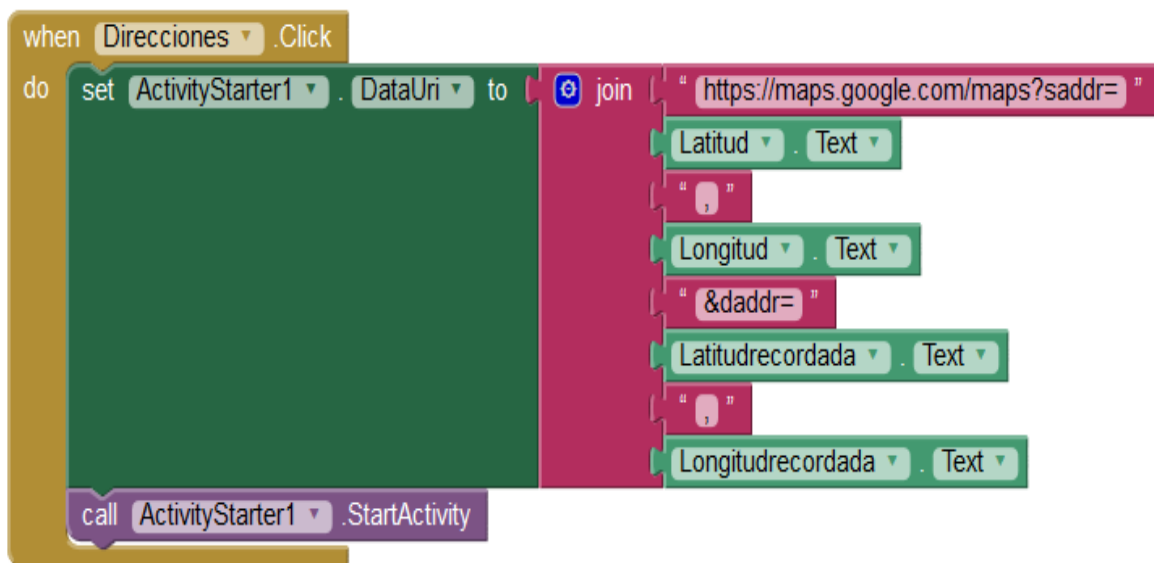 when Direcciones .Click
do set ActivityStarter1 . DataUri to join " https://maps.google.com/maps?saddr= "
Latitud . Text
" , "
Longitud . Text
" &daddr= "
Latitudrecordada . Text
" , "
Longitudrecordada . Text
call ActivityStarter1 .StartActivity